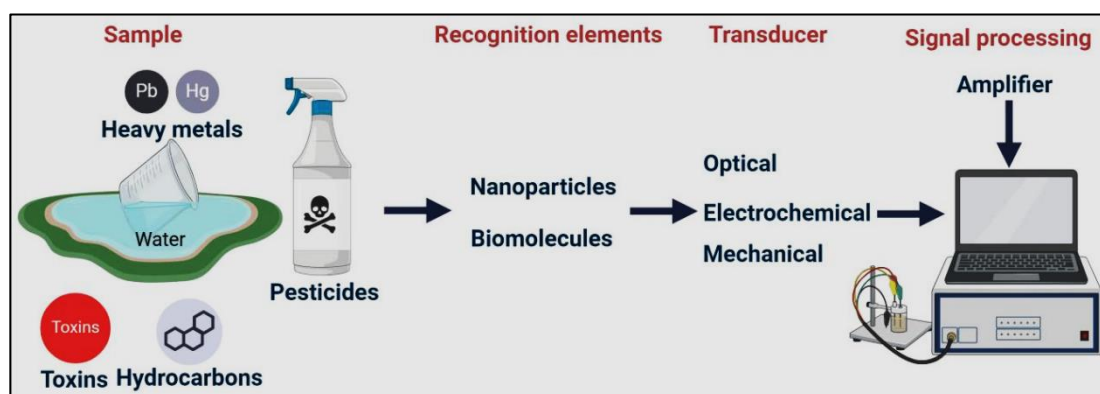 Sample
Recognition elements
Transducer
Signal processing
Pb
Hg
Heavy metals
Water
Pesticides
Toxins
Toxins
Hydrocarbons
Nanoparticles
Biomolecules
Optical
Electrochemical
Mechanical
Amplifier